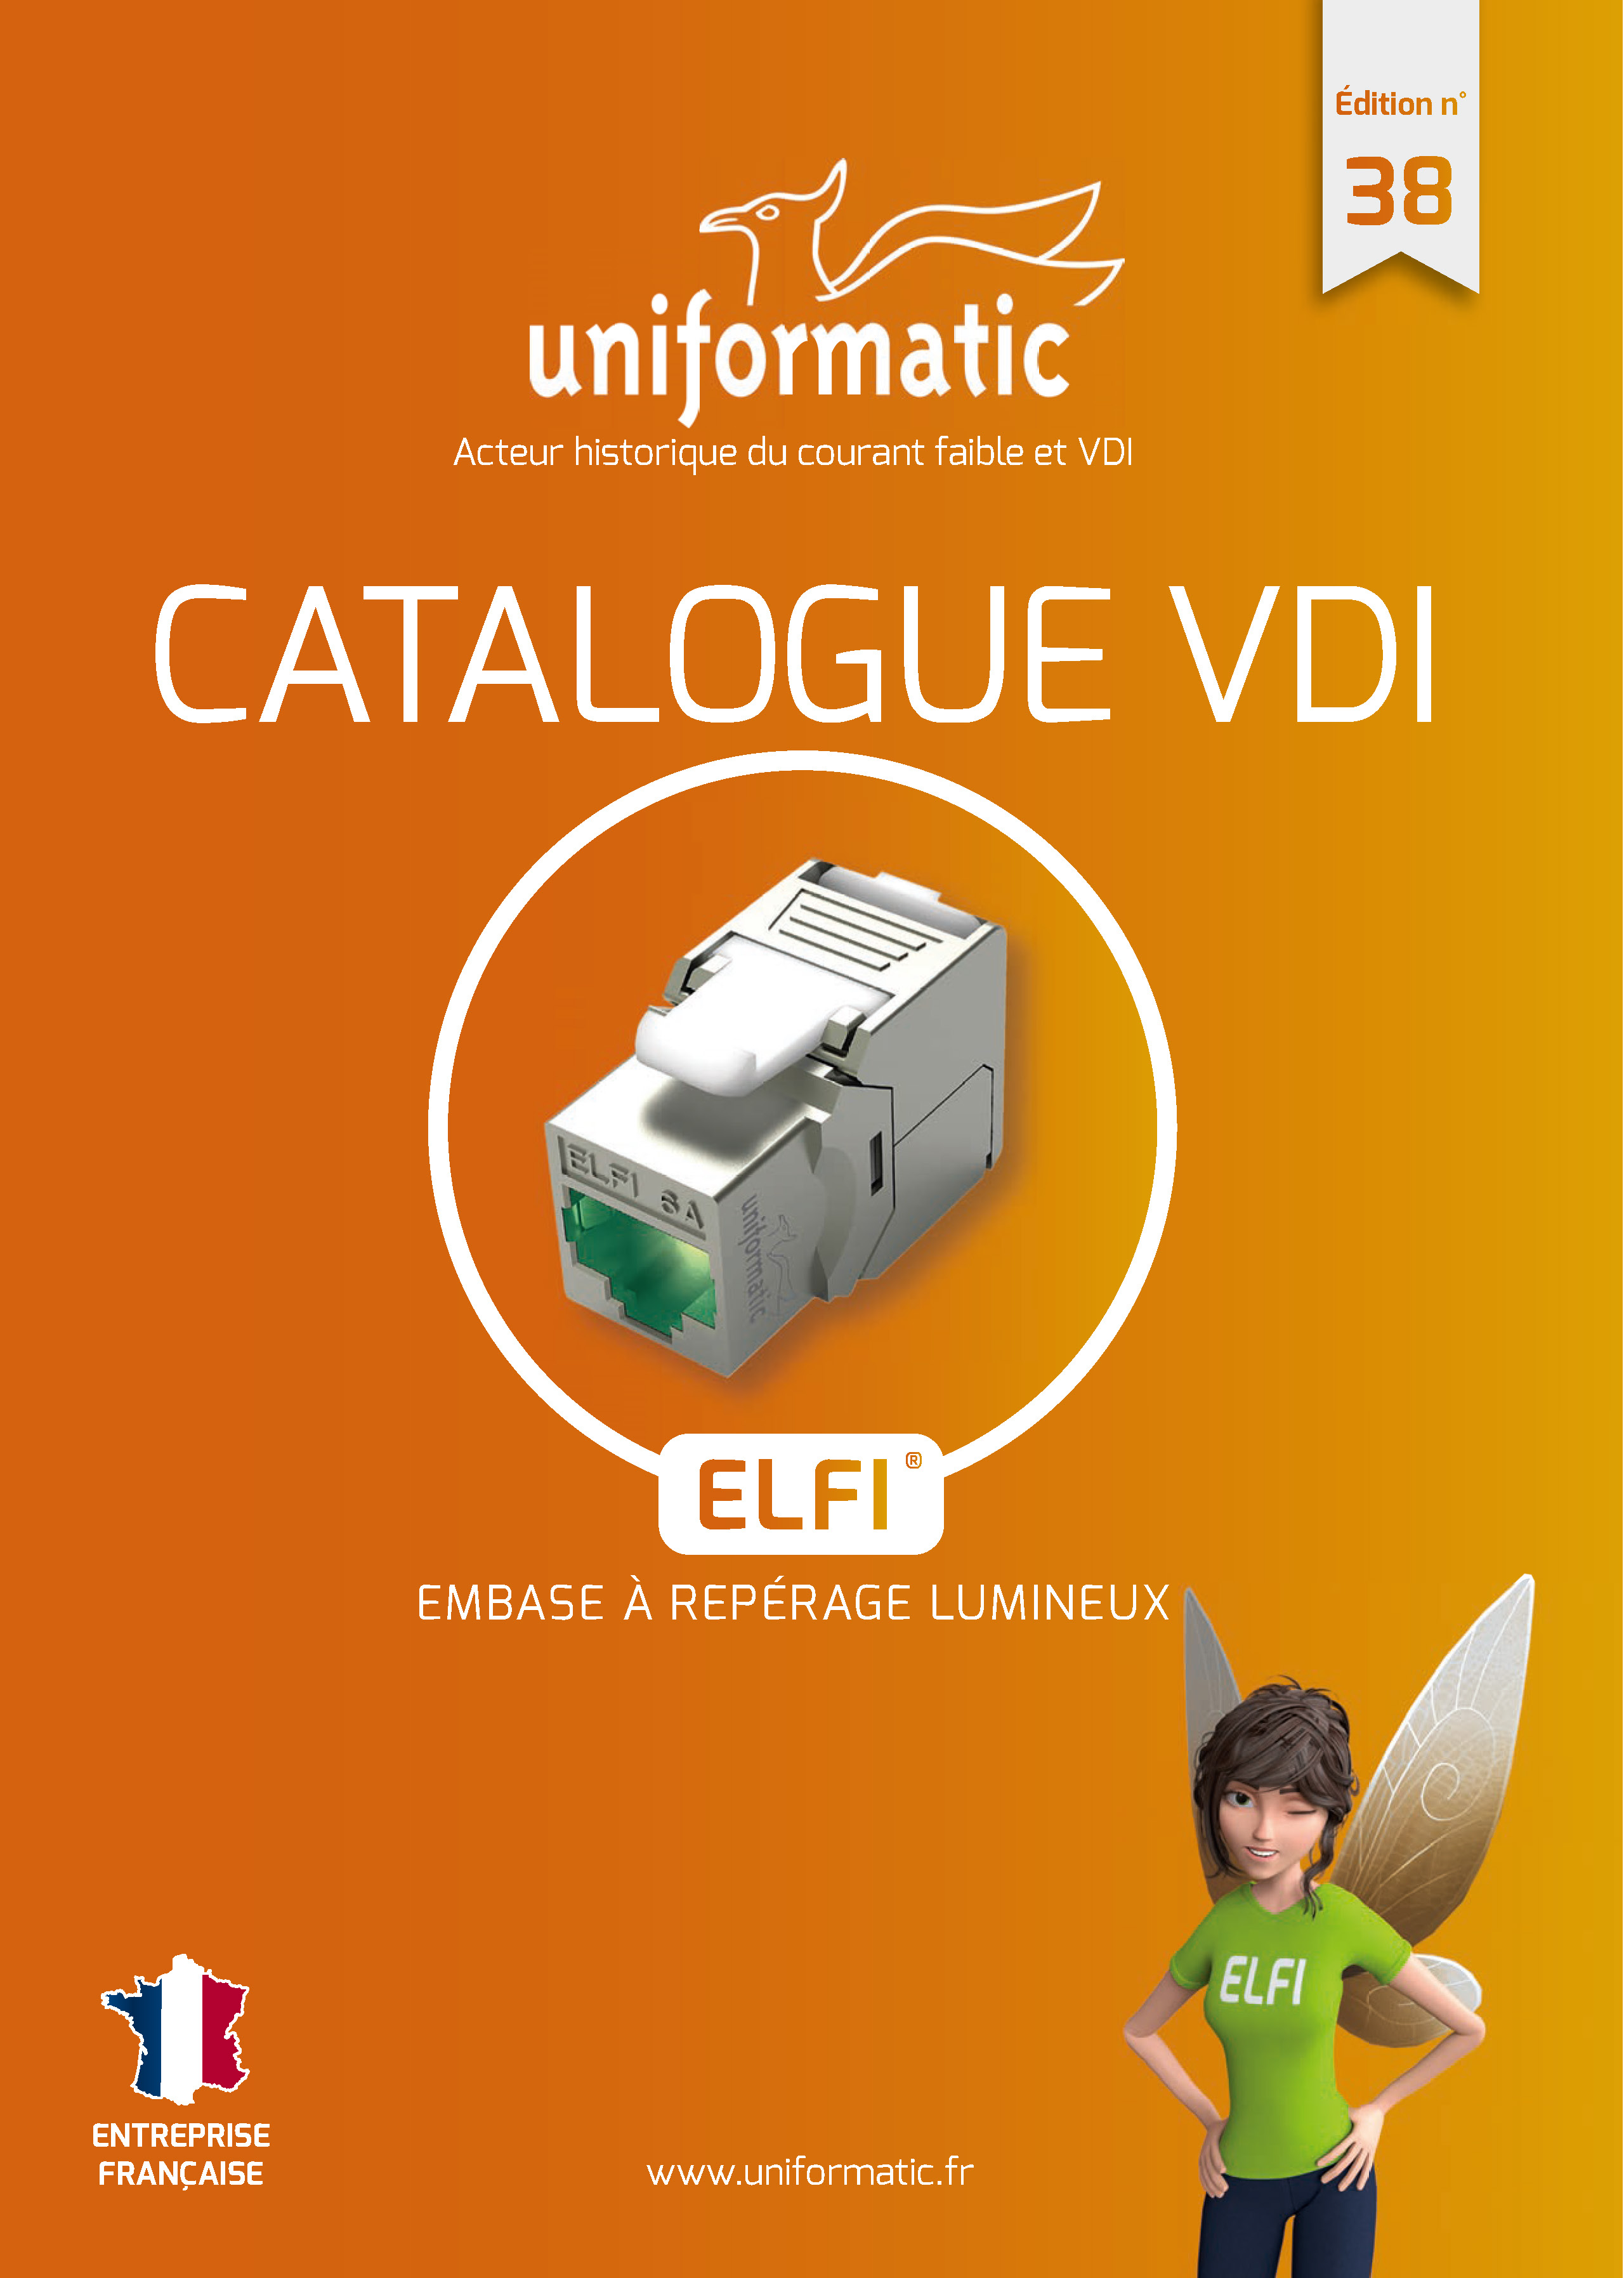 Édition n°
38
uniformatic
Acteur historique du courant faible et VDI
CATALOGUE VDI
ELFI 6A
uniformatic
ELFI®
EMBASE À REPÉRAGE LUMINEUX
ELFI
ENTREPRISE
FRANÇAISE
www.uniformatic.fr